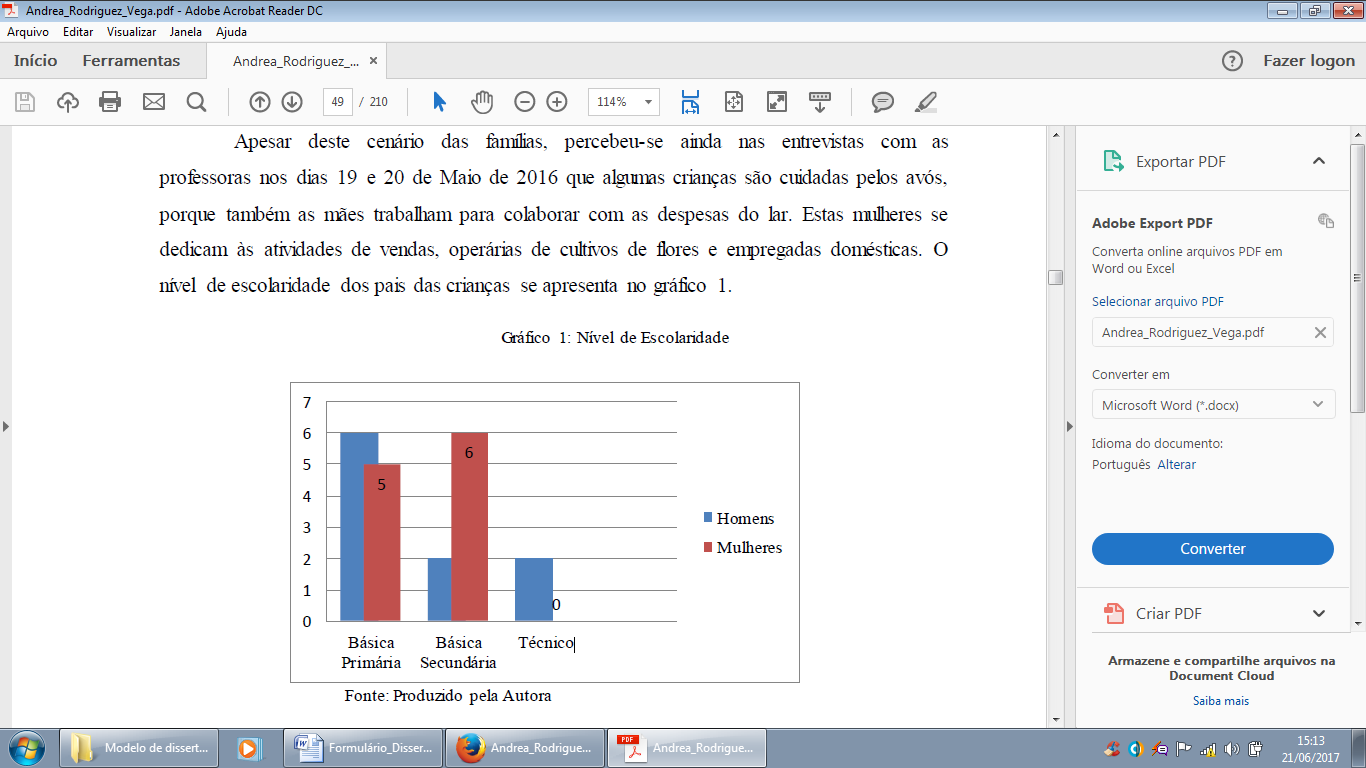 Andrea_Rodriguez_Vega.pdf - Adobe Acrobat Reader DC
Arquivo Editar Visualizar Janela Ajuda
Início Ferramentas Andrea_Rodriguez_... × ? Fazer logon
49 / 210 114%
Apesar deste cenário das famílias, percebeu-se ainda nas entrevistas com as
professoras nos dias 19 e 20 de Maio de 2016 que algumas crianças são cuidadas pelos avós,
porque também as mães trabalham para colaborar com as despesas do lar. Estas mulheres se
dedicam às atividades de vendas, operárias de cultivos de flores e empregadas domésticas. O
nível de escolaridade dos pais das crianças se apresenta no gráfico 1.
Gráfico 1: Nível de Escolaridade
7
6
5
4
3
2
1
0
5
6
0
Básica Primária
Básica Secundária
Técnico
Homens
Mulheres
Fonte: Produzido pela Autora
Exportar PDF
Adobe Export PDF
Converta online arquivos PDF em
Word ou Excel
Selecionar arquivo PDF
Andrea_Rodriguez_Vega.pdf
Converter em
Microsoft Word (*.docx)
Idioma do documento:
Português Alterar
Converter
Criar PDF
Armazene e compartilhe arquivos na
Document Cloud
Saiba mais
Modelo de dissert...
Formulário_Disser...
Andrea_Rodrigue...
Andrea_Rodrigue...
15:13
21/06/2017